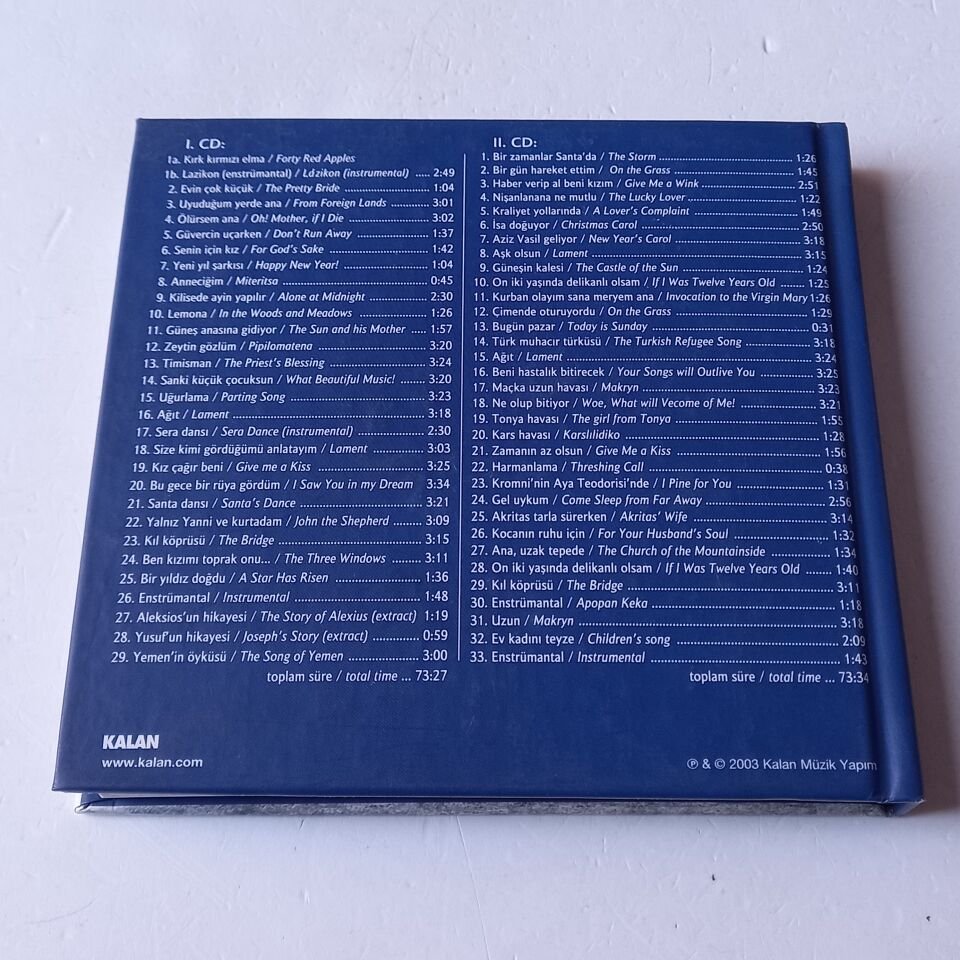 I. CD:
1a. Kırk kırmızı elma / Forty Red Apples
1b. Lazikon (enstrümantal) / Lâzikon (instrumental) .... 2:49
2. Evin çok küçük / The Pretty Bride ........ 1:04
3. Uyuduğum yerde ana / From Foreign Lands ........ 3:01
4. Ölürsem ana / Oh! Mother, if I Die ........ 3:02
5. Güvercin uçarken / Don't Run Away ........ 1:37
6. Senin için kız / For God's Sake ........ 1:42
7. Yeni yıl şarkısı / Happy New Year! ........ 1:04
8. Anneciğim / Miteritsa ........ 0:45
9. Kilisede ayin yapılır / Alone at Midnight ........ 2:30
10. Lemona / In the Woods and Meadows ........ 1:26
11. Güneş anasına gidiyor / The Sun and his Mother .... 1:57
12. Zeytin gözlüm / Pipilomatena ........ 3:20
13. Timisman / The Priest's Blessing ........ 3:24
14. Sanki küçük çocuksun / What Beautiful Music! ....... 3:20
15. Uğurlama / Parting Song ........ 3:23
16. Ağıt / Lament ........ 3:18
17. Sera dansı / Sera Dance (instrumental) ........ 2:30
18. Size kimi gördüğümü anlatayım / Lament ........ 3:03
19. Kız çağır beni / Give me a Kiss ........ 3:25
20. Bu gece bir rüya gördüm / I Saw You in my Dream 3:34
21. Santa dansı / Santa's Dance ........ 3:21
22. Yalnız Yanni ve kurtadam / John the Shepherd ........ 3:09
23. Kıl köprüsü / The Bridge ........ 3:15
24. Ben kızımı toprak onu... / The Three Windows ........ 3:11
25. Bir yıldız doğdu / A Star Has Risen ........ 1:36
26. Enstrümantal / Instrumental ........ 1:48
27. Aleksios'un hikayesi / The Story of Alexius (extract) 1:19
28. Yusuf'un hikayesi / Joseph's Story (extract) ........ 0:59
29. Yemen'in öyküsü / The Song of Yemen ........ 3:00
toplam süre / total time ... 73:27
II. CD:
1. Bir zamanlar Santa'da / The Storm ........ 1:26
2. Bir gün hareket ettim / On the Grass ........ 1:45
3. Haber verip al beni kızım / Give Me a Wink ........ 2:51
4. Nişanlanana ne mutlu / The Lucky Lover ........ 1:22
5. Kraliyet yollarında / A Lover's Complaint ........ 1:49
6. İsa doğuyor / Christmas Carol ........ 2:50
7. Aziz Vasil geliyor / New Year's Carol ........ 3:18
8. Aşk olsun / Lament ........ 3:15
9. Güneşin kalesi / The Castle of the Sun ........ 1:24
10. On iki yaşında delikanlı olsam / If I Was Twelve Years Old ....... 1:25
11. Kurban olayım sana meryem ana / Invocation to the Virgin Mary 1:26
12. Çimende oturuyordu / On the Grass ........ 1:29
13. Bugün pazar / Today is Sunday ........ 0:31
14. Türk muhacır türküsü / The Turkish Refugee Song ........ 3:18
15. Ağıt / Lament ........ 3:24
16. Beni hastalık bitirecek / Your Songs will Outlive You ........ 3:25
17. Maçka uzun havası / Makryn ........ 3:23
18. Ne olup bitiyor / Woe, What will Vecome of Me! ........ 3:21
19. Tonya havası / The girl from Tonya ........ 1:55
20. Kars havası / Karslılidiko ........ 1:28
21. Zamanın az olsun / Give Me a Kiss ........ 1:56
22. Harmanlama / Threshing Call ........ 0:38
23. Kromni'nin Aya Teodorisi'nde / I Pine for You ........ 1:31
24. Gel uykum / Come Sleep from Far Away ........ 2:56
25. Akritas tarla sürerken / Akritas' Wife ........ 3:14
26. Kocanın ruhu için / For Your Husband's Soul ........ 1:32
27. Ana, uzak tepede / The Church of the Mountainside ........ 1:34
28. On iki yaşında delikanlı olsam / If I Was Twelve Years Old ....... 1:40
29. Kıl köprüsü / The Bridge ........ 3:11
30. Enstrümantal / Apopan Keka ........ 1:18
31. Uzun / Makryn ........ 3:18
32. Ev kadını teyze / Children's song ........ 2:09
33. Enstrümantal / Instrumental ........ 1:43
toplam süre / total time ... 73:34
KALAN
www.kalan.com
℗ & © 2003 Kalan Müzik Yapım